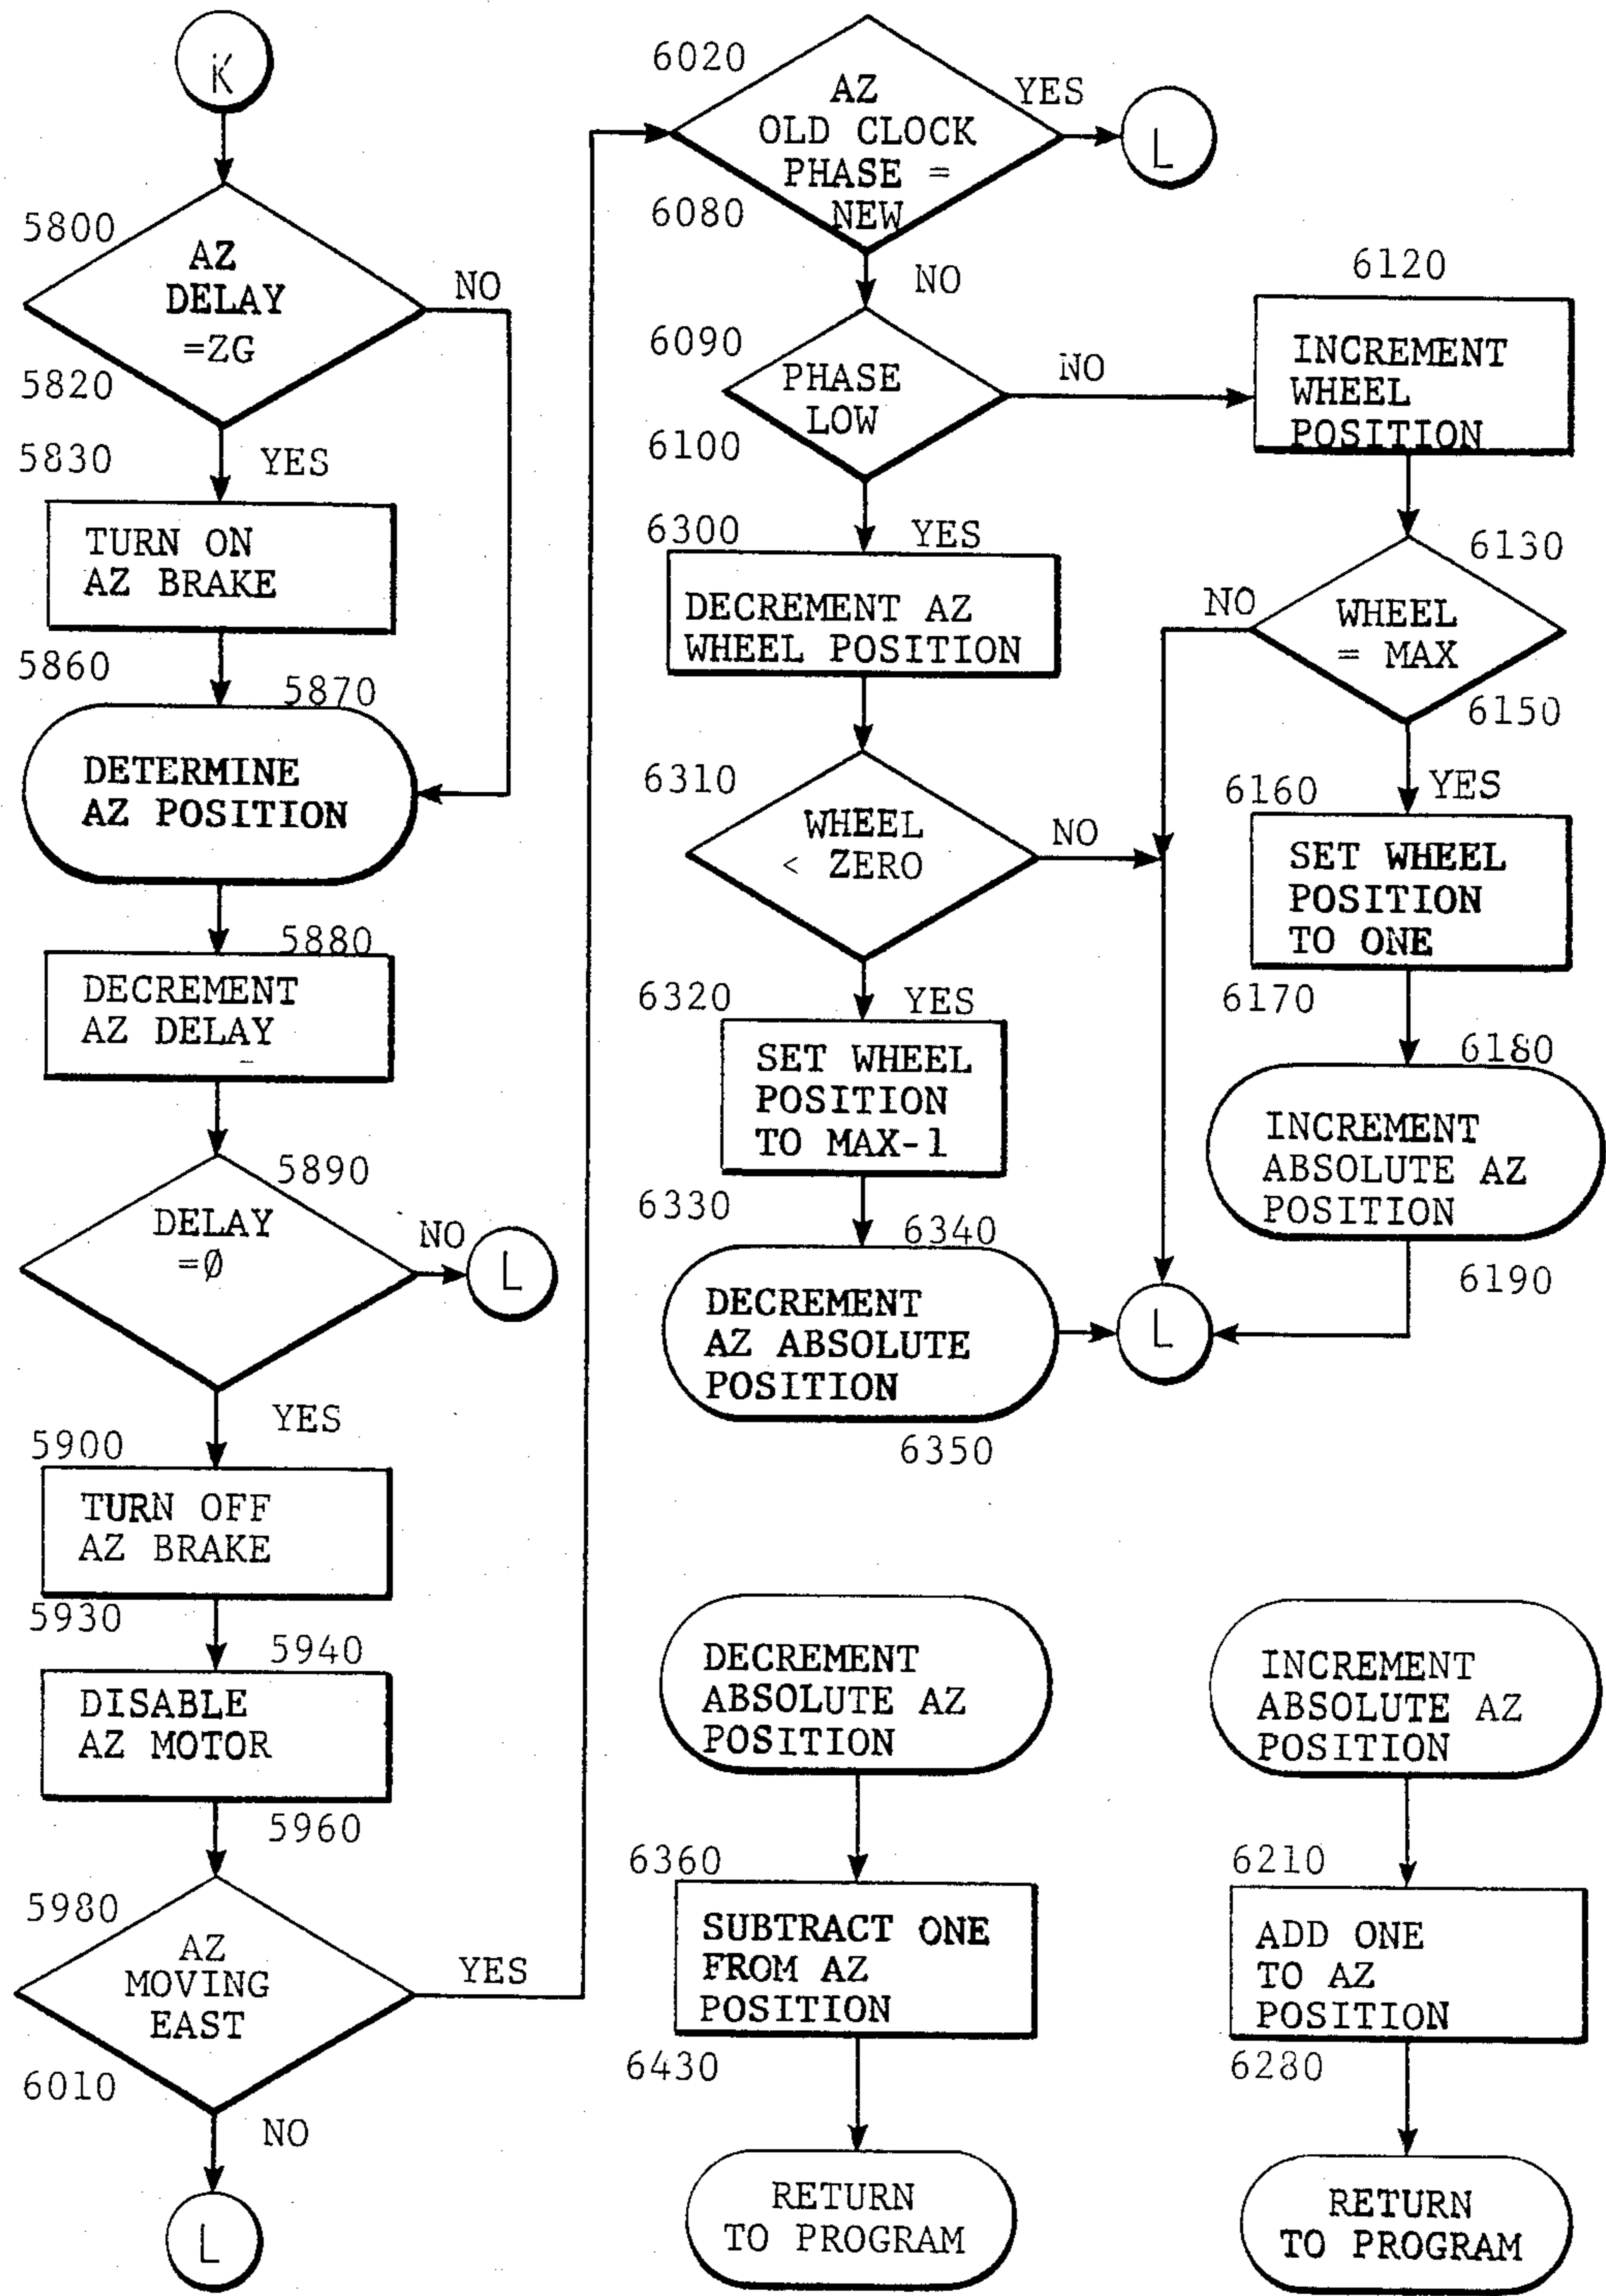 K
5800
AZ
DELAY
=ZG
NO
5820
5830
YES
TURN ON
AZ BRAKE
5860
5870
DETERMINE
AZ POSITION
5880
DECREMENT
AZ DELAY
5890
DELAY
=Ø
NO
L
YES
5900
TURN OFF
AZ BRAKE
5930
5940
DISABLE
AZ MOTOR
5960
5980
AZ
MOVING
EAST
YES
6010
NO
L
6020
AZ
OLD CLOCK
PHASE =
NEW
YES
L
6080
NO
6090
PHASE
LOW
NO
6100
6300
YES
DECREMENT AZ
WHEEL POSITION
6310
WHEEL
< ZERO
NO
6320
YES
SET WHEEL
POSITION
TO MAX-1
6330
6340
DECREMENT
AZ ABSOLUTE
POSITION
6350
L
6120
INCREMENT
WHEEL
POSITION
6130
NO
WHEEL
= MAX
6150
6160
YES
SET WHEEL
POSITION
TO ONE
6170
6180
INCREMENT
ABSOLUTE AZ
POSITION
6190
DECREMENT
ABSOLUTE AZ
POSITION
6360
SUBTRACT ONE
FROM AZ
POSITION
6430
RETURN
TO PROGRAM
INCREMENT
ABSOLUTE AZ
POSITION
6210
ADD ONE
TO AZ
POSITION
6280
RETURN
TO PROGRAM